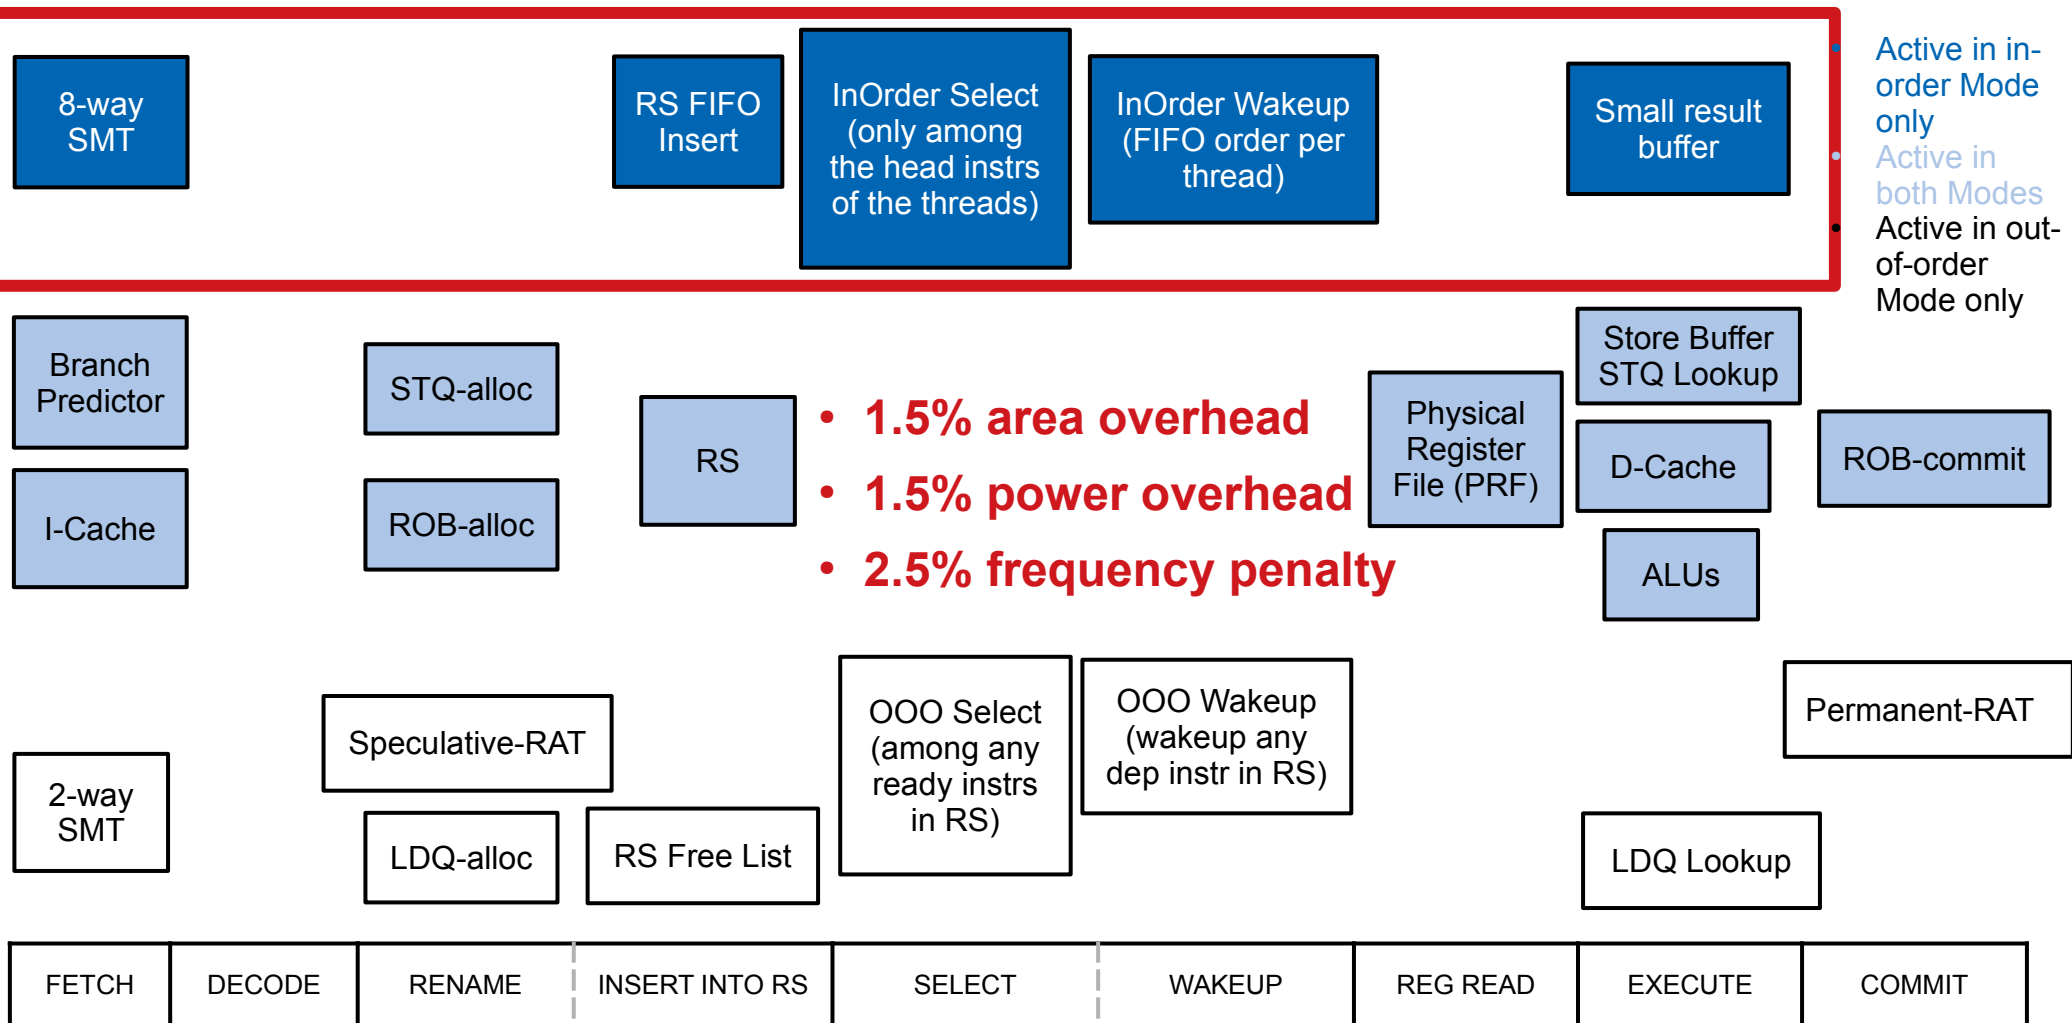 8-way
SMT
RS FIFO
Insert
InOrder Select
(only among
the head instrs
of the threads)
InOrder Wakeup
(FIFO order per
thread)
Small result
buffer
• Active in in-
order Mode
only
• Active in
both Modes
• Active in out-
of-order
Mode only
Branch
Predictor
I-Cache
STQ-alloc
ROB-alloc
RS
• 1.5% area overhead
• 1.5% power overhead
• 2.5% frequency penalty
Physical
Register
File (PRF)
Store Buffer
STQ Lookup
D-Cache
ALUs
ROB-commit
2-way
SMT
Speculative-RAT
LDQ-alloc
RS Free List
OOO Select
(among any
ready instrs
in RS)
OOO Wakeup
(wakeup any
dep instr in RS)
LDQ Lookup
Permanent-RAT
FETCH
DECODE
RENAME
INSERT INTO RS
SELECT
WAKEUP
REG READ
EXECUTE
COMMIT